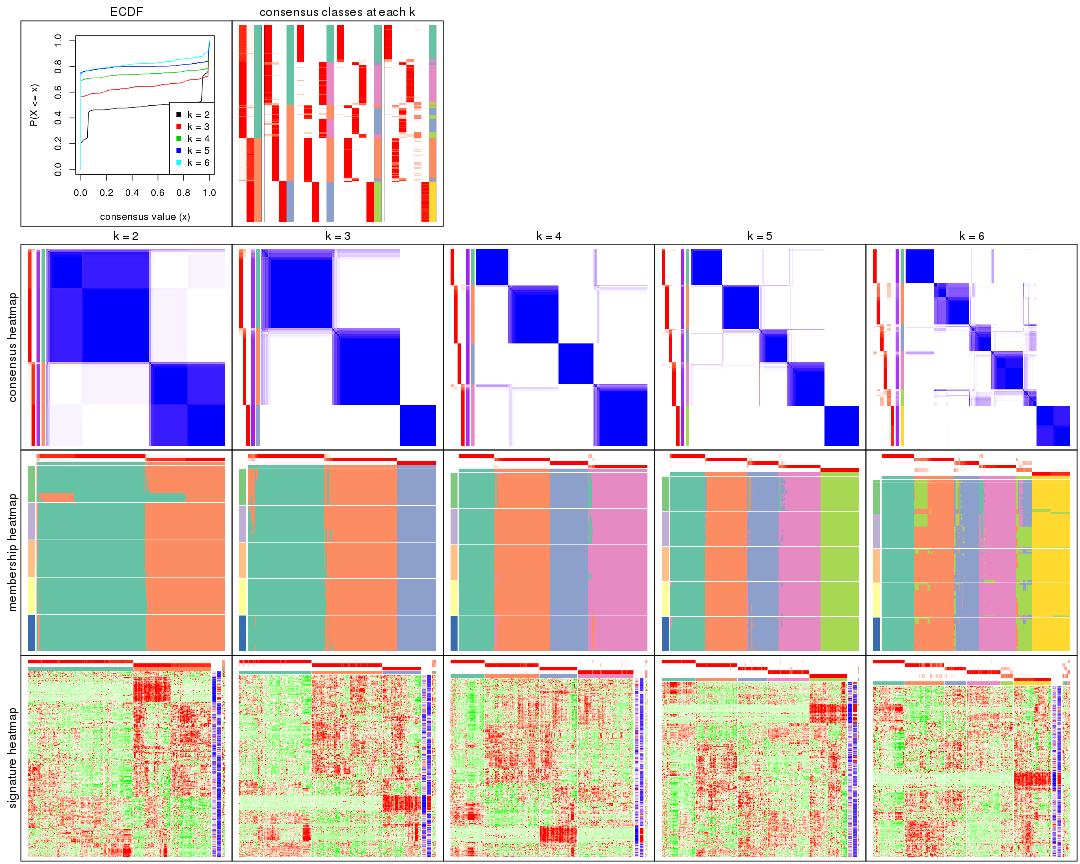 ECDF
consensus classes at each k
P(X <= x)
0.0 0.2 0.4 0.6 0.8 1.0
k = 2
k = 3
k = 4
k = 5
k = 6
0.0 0.2 0.4 0.6 0.8 1.0
consensus value (x)
k = 2
k = 3
k = 4
k = 5
k = 6
consensus heatmap
membership heatmap
signature heatmap